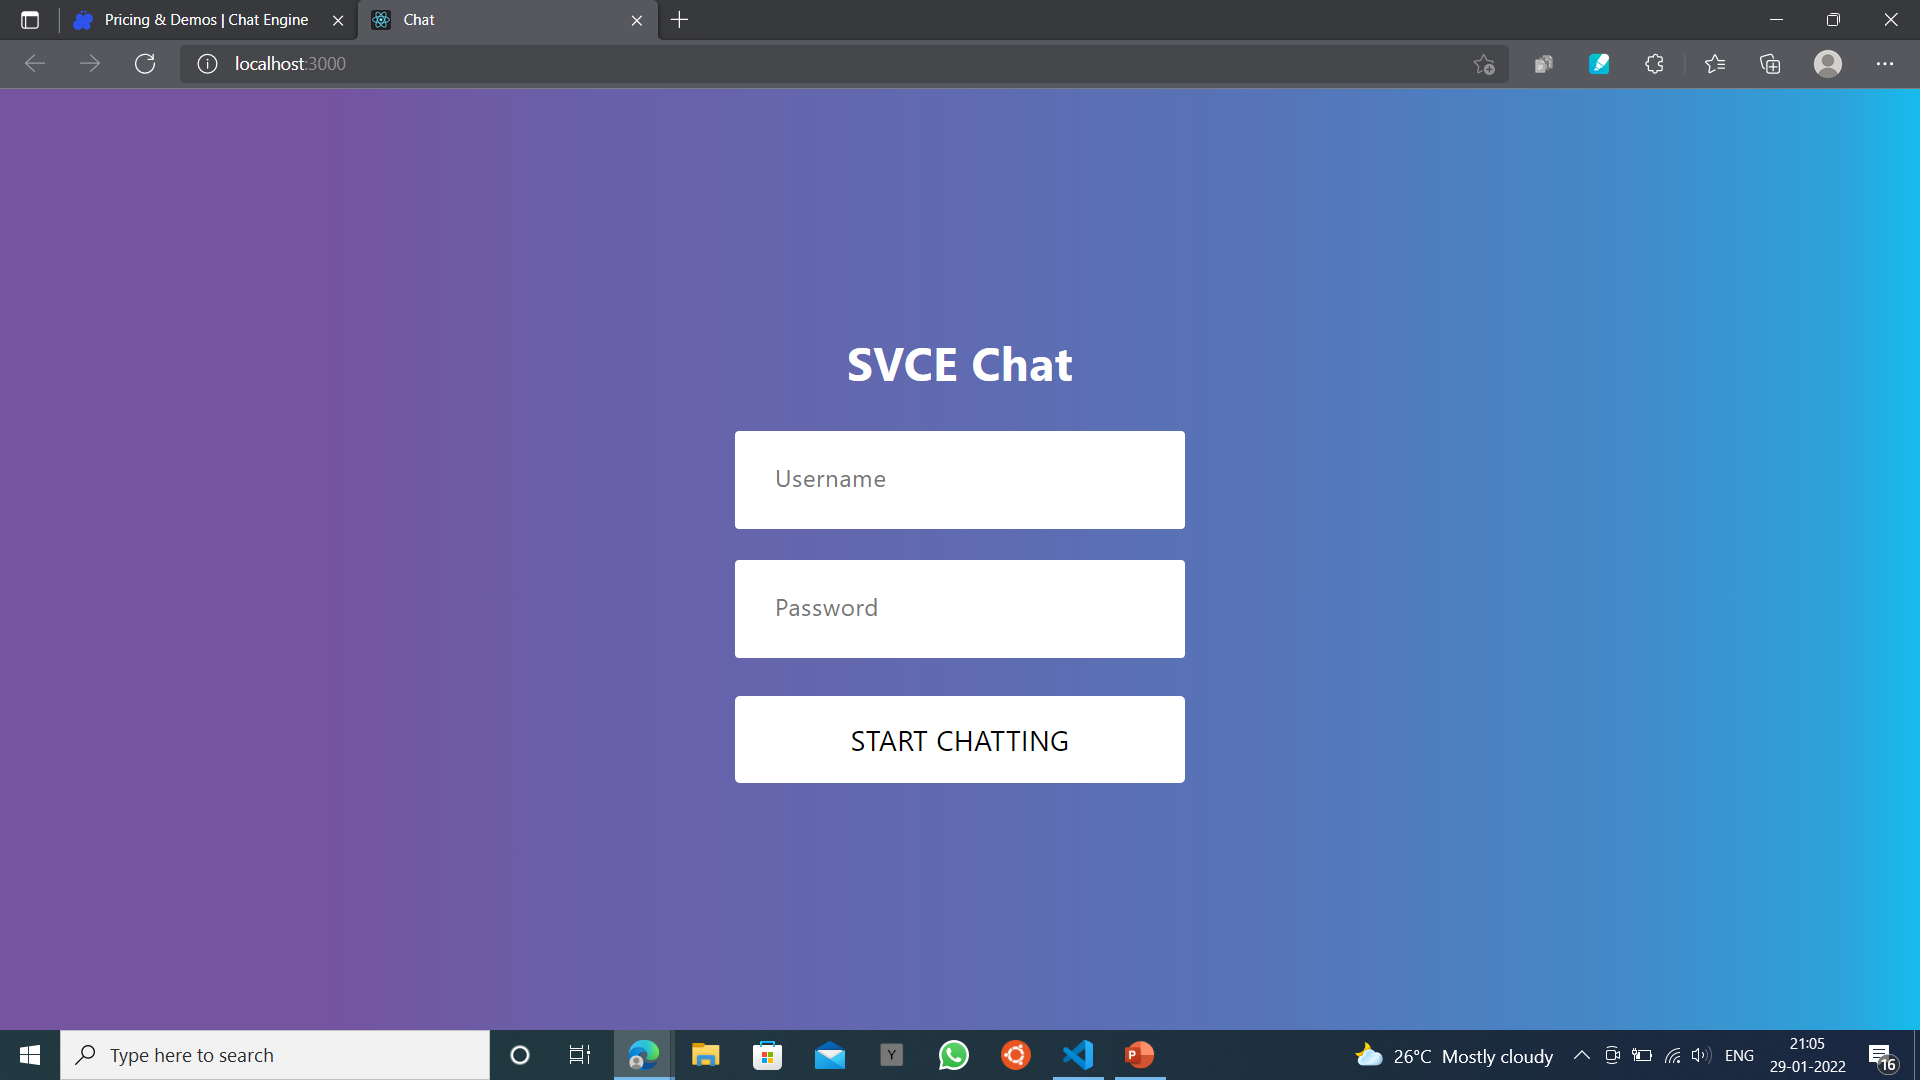 Pricing & Demos | Chat Engine
Chat
localhost:3000
SVCE Chat
Username
Password
START CHATTING
Type here to search
Y
P
26°C Mostly cloudy
ENG
21:05
29-01-2022
16